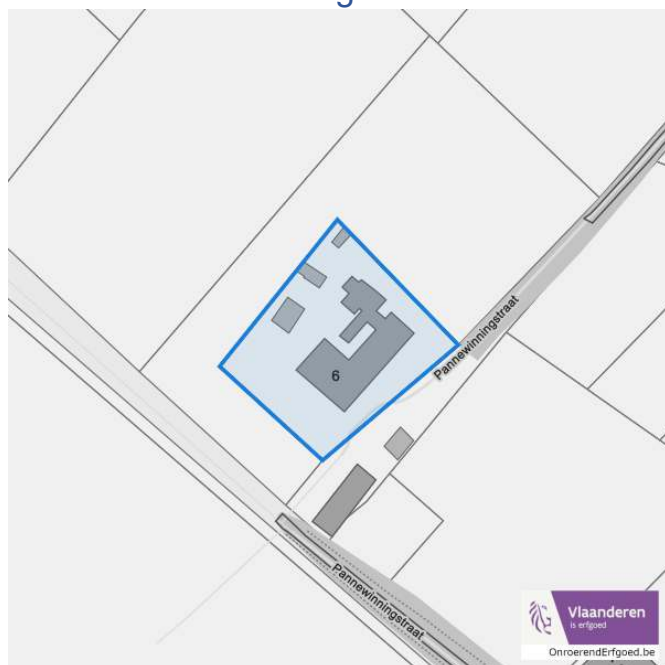 Pannewinningstraat
6
Pannewinningstraat
Vlaanderen
is erfgoed
OnroerendErfgoed.be